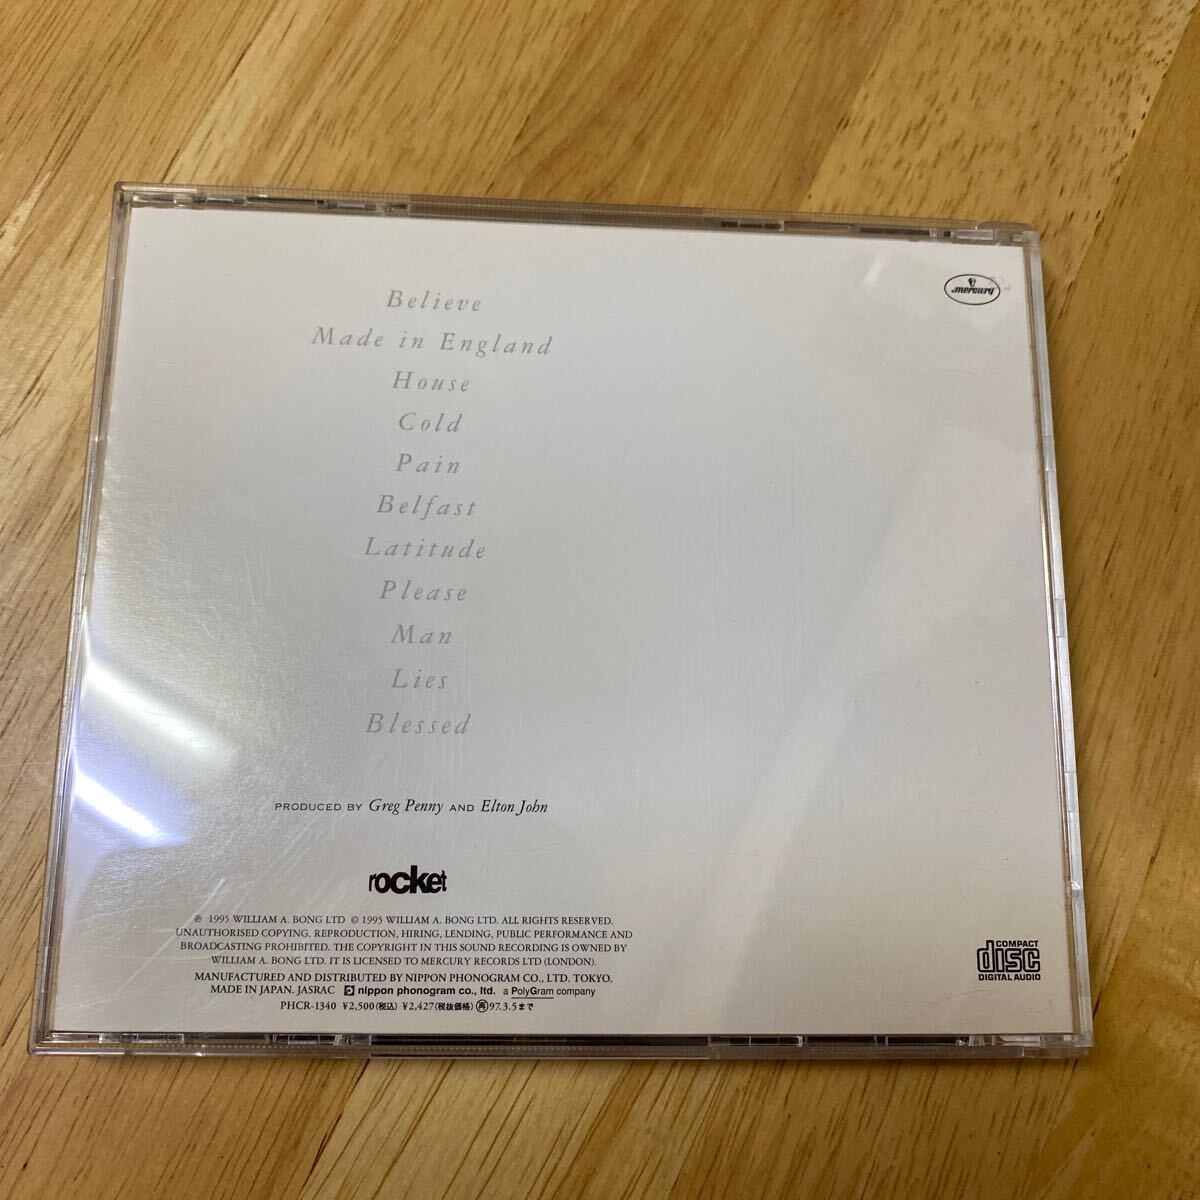 mercury
Believe
Made in England
House
Cold
Pain
Belfast
Latitude
Please
Man
Lies
Blessed
PRODUCED BY Greg Penny AND Elton John
rocket
℗ 1995 WILLIAM A. BONG LTD © 1995 WILLIAM A. BONG LTD. ALL RIGHTS RESERVED.
UNAUTHORISED COPYING, REPRODUCTION, HIRING, LENDING, PUBLIC PERFORMANCE AND
BROADCASTING PROHIBITED. THE COPYRIGHT IN THIS SOUND RECORDING IS OWNED BY
WILLIAM A. BONG LTD. IT IS LICENSED TO MERCURY RECORDS LTD (LONDON).
MANUFACTURED AND DISTRIBUTED BY NIPPON PHONOGRAM CO., LTD. TOKYO.
MADE IN JAPAN. JASRAC nippon phonogram co., ltd. a PolyGram company
PHCR-1340 ¥2,500(税込) ¥2,427(税抜価格) ㊢97.3.5まで
COMPACT
disc
DIGITAL AUDIO